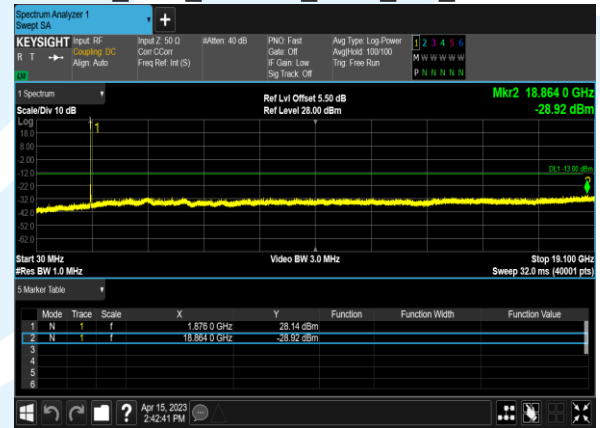 Spectrum Analyzer 1
Swept SA
+
KEYSIGHT
R T
LV
Input: RF
Coupling: DC
Align: Auto
Input Z: 50 Ω
Corr CCorr
Freq Ref: Int (S)
#Atten: 40 dB
PNO: Fast
Gate: Off
IF Gain: Low
Sig Track: Off
Avg Type: Log-Power
Avg|Hold: 100/100
Trig: Free Run
1 2 3 4 5 6
M W W W W W
P N N N N N
1 Spectrum
Scale/Div 10 dB
Ref Lvl Offset 5.50 dB
Ref Level 28.00 dBm
Mkr2 18.864 0 GHz
-28.92 dBm
Log
1
18.0
8.00
-2.00
-12.0
DL1 -13.00 dBm
-22.0
2
-32.0
-42.0
-52.0
-62.0
Start 30 MHz
#Res BW 1.0 MHz
Video BW 3.0 MHz
Stop 19.100 GHz
Sweep 32.0 ms (40001 pts)
5 Marker Table
Mode Trace Scale X Y Function Function Width Function Value
1 N 1 f 1.876 0 GHz 28.14 dBm
2 N 1 f 18.864 0 GHz -28.92 dBm
3
4
5
6
?
Apr 15, 2023
2:42:41 PM